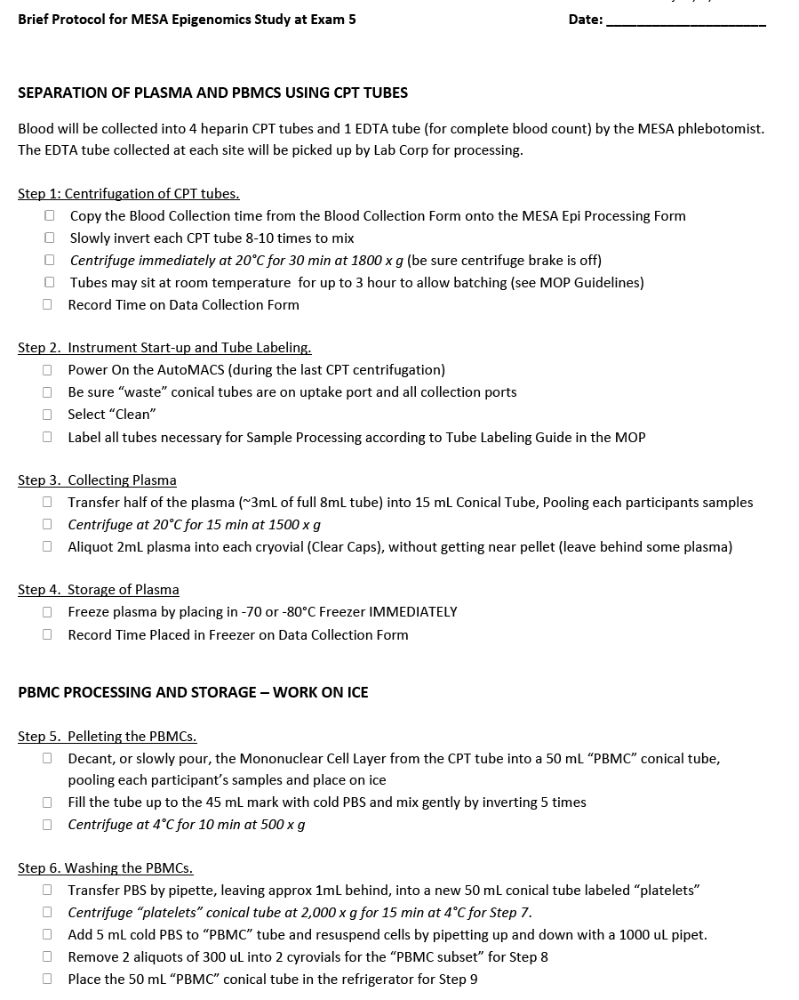 Brief Protocol for MESA Epigenomics Study at Exam 5 Date: ____________________
SEPARATION OF PLASMA AND PBMCS USING CPT TUBES
Blood will be collected into 4 heparin CPT tubes and 1 EDTA tube (for complete blood count) by the MESA phlebotomist.
The EDTA tube collected at each site will be picked up by Lab Corp for processing.
Step 1: Centrifugation of CPT tubes.
☐ Copy the Blood Collection time from the Blood Collection Form onto the MESA Epi Processing Form
☐ Slowly invert each CPT tube 8-10 times to mix
☐ Centrifuge immediately at 20°C for 30 min at 1800 x g (be sure centrifuge brake is off)
☐ Tubes may sit at room temperature for up to 3 hour to allow batching (see MOP Guidelines)
☐ Record Time on Data Collection Form
Step 2. Instrument Start-up and Tube Labeling.
☐ Power On the AutoMACS (during the last CPT centrifugation)
☐ Be sure “waste” conical tubes are on uptake port and all collection ports
☐ Select “Clean”
☐ Label all tubes necessary for Sample Processing according to Tube Labeling Guide in the MOP
Step 3. Collecting Plasma
☐ Transfer half of the plasma (~3mL of full 8mL tube) into 15 mL Conical Tube, Pooling each participants samples
☐ Centrifuge at 20°C for 15 min at 1500 x g
☐ Aliquot 2mL plasma into each cryovial (Clear Caps), without getting near pellet (leave behind some plasma)
Step 4. Storage of Plasma
☐ Freeze plasma by placing in -70 or -80°C Freezer IMMEDIATELY
☐ Record Time Placed in Freezer on Data Collection Form
PBMC PROCESSING AND STORAGE – WORK ON ICE
Step 5. Pelleting the PBMCs.
☐ Decant, or slowly pour, the Mononuclear Cell Layer from the CPT tube into a 50 mL “PBMC” conical tube,
pooling each participant’s samples and place on ice
☐ Fill the tube up to the 45 mL mark with cold PBS and mix gently by inverting 5 times
☐ Centrifuge at 4°C for 10 min at 500 x g
Step 6. Washing the PBMCs.
☐ Transfer PBS by pipette, leaving approx 1mL behind, into a new 50 mL conical tube labeled “platelets”
☐ Centrifuge “platelets” conical tube at 2,000 x g for 15 min at 4°C for Step 7.
☐ Add 5 mL cold PBS to “PBMC” tube and resuspend cells by pipetting up and down with a 1000 uL pipet.
☐ Remove 2 aliquots of 300 uL into 2 cyrovials for the “PBMC subset” for Step 8
☐ Place the 50 mL “PBMC” conical tube in the refrigerator for Step 9